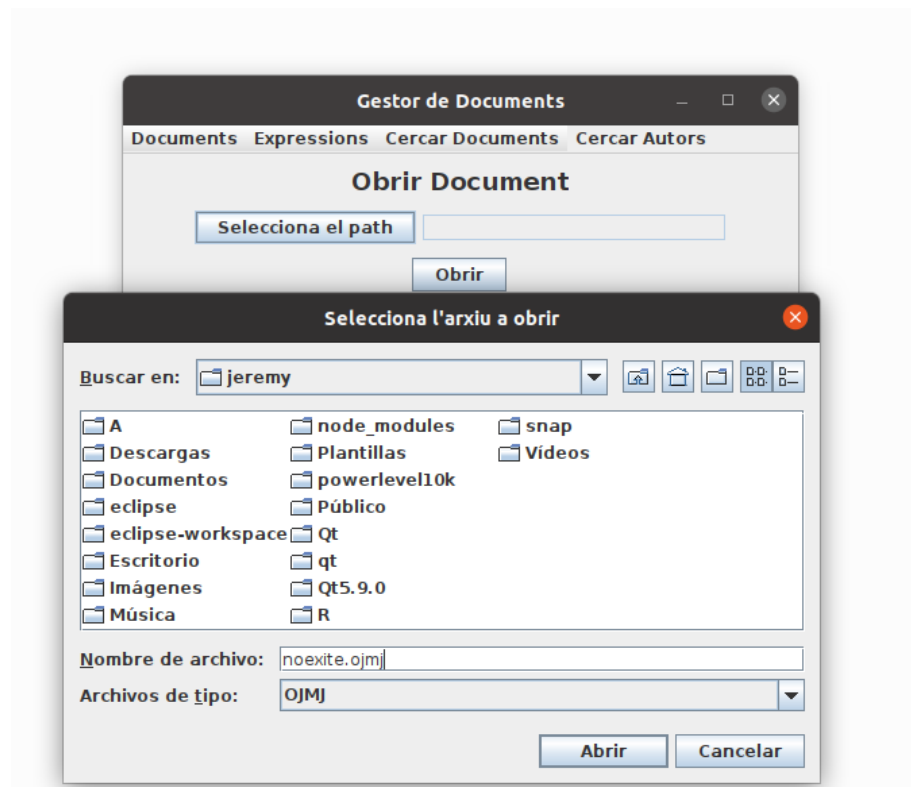 Gestor de Documents
Documents Expressions Cercar Documents Cercar Autors
Obrir Document
Selecciona el path
Obrir
Selecciona l'arxiu a obrir
Buscar en: jeremy
A node_modules snap
Descargas Plantillas Vídeos
Documentos powerlevel10k
eclipse Público
eclipse-workspace Qt
Escritorio qt
Imágenes Qt5.9.0
Música R
Nombre de archivo: noexite.ojmj
Archivos de tipo: OJMJ
Abrir Cancelar